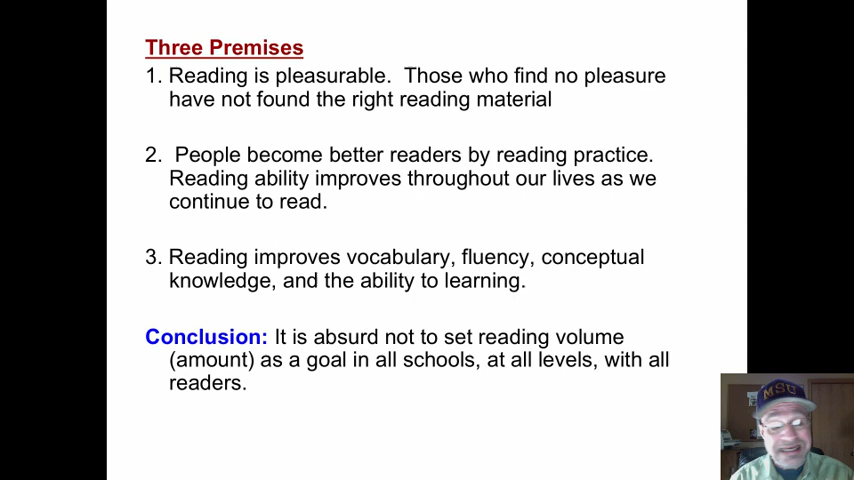 Three Premises
1. Reading is pleasurable.  Those who find no pleasure
have not found the right reading material
2.  People become better readers by reading practice.
Reading ability improves throughout our lives as we
continue to read.
3. Reading improves vocabulary, fluency, conceptual
knowledge, and the ability to learning.
Conclusion: It is absurd not to set reading volume
(amount) as a goal in all schools, at all levels, with all
readers.
MSU